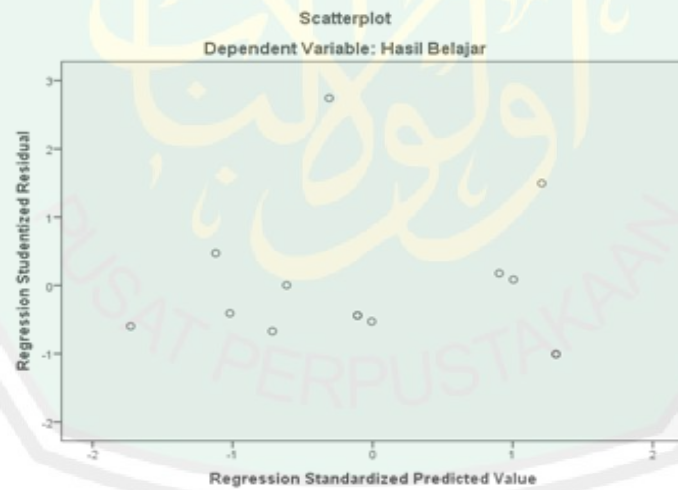 Scatterplot
Dependent Variable: Hasil Belajar
Regression Studentized Residual
3
2
1
0
-1
-2
-2
-1
0
1
2
Regression Standardized Predicted Value
PUSAT PERPUSTAKAAN